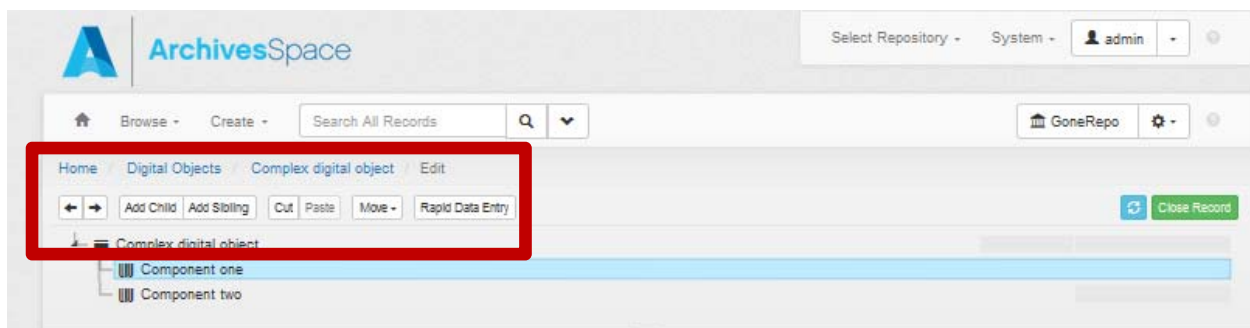 ArchivesSpace
Select Repository System admin
Browse Create Search All Records GoneRepo
Home / Digital Objects / Complex digital object / Edit
Add Child Add Sibling Cut Paste Move Rapid Data Entry Close Record
Complex digital object
Component one
Component two